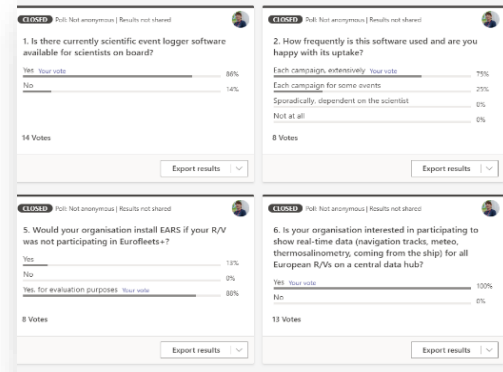 CLOSED Poll: Not anonymous | Results not shared
1. Is there currently scientific event logger software
available for scientists on board?
Yes Your vote
86%
No
14%
14 Votes
Export results
CLOSED Poll: Not anonymous | Results not shared
2. How frequently is this software used and are you
happy with its uptake?
Each campaign, extensively Your vote
75%
Each campaign for some events
25%
Sporadically, dependent on the scientist
0%
Not at all
0%
8 Votes
Export results
CLOSED Poll: Not anonymous | Results not shared
5. Would your organisation install EARS if your R/V
was not participating in Eurofleets+?
Yes
13%
No
0%
Yes, for evaluation purposes Your vote
88%
8 Votes
Export results
CLOSED Poll: Not anonymous | Results not shared
6. Is your organisation interested in participating to
show real-time data (navigation tracks, meteo,
thermosalinometry, coming from the ship) for all
European R/Vs on a central data hub?
Yes Your vote
100%
No
0%
13 Votes
Export results